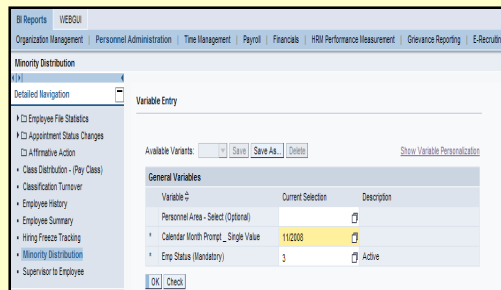 BI Reports WEBGUI
Organization Management | Personnel Administration | Time Management | Payroll | Financials | HRM Performance Measurement | Grievance Reporting | E-Recruitin
Minority Distribution
Detailed Navigation
Employee File Statistics
Appointment Status Changes
Affirmative Action
Class Distribution - (Pay Class)
Classification Turnover
Employee History
Employee Summary
Hiring Freeze Tracking
Minority Distribution
Supervisor to Employee
Variable Entry
Available Variants: Save Save As... Delete Show Variable Personalization
General Variables
Variable Current Selection Description
Personnel Area - Select (Optional)
* Calendar Month Prompt _ Single Value 11/2008
* Emp Status (Mandatory) 3 Active
OK Check